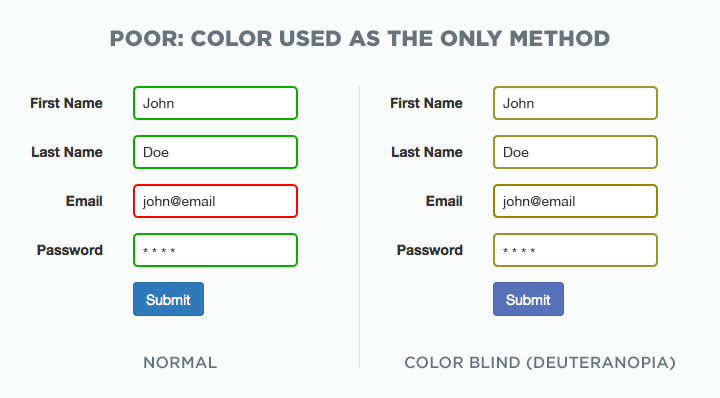 POOR: COLOR USED AS THE ONLY METHOD
First Name John
Last Name Doe
Email john@email
Password * * * *
Submit
NORMAL
First Name John
Last Name Doe
Email john@email
Password * * * *
Submit
COLOR BLIND (DEUTERANOPIA)